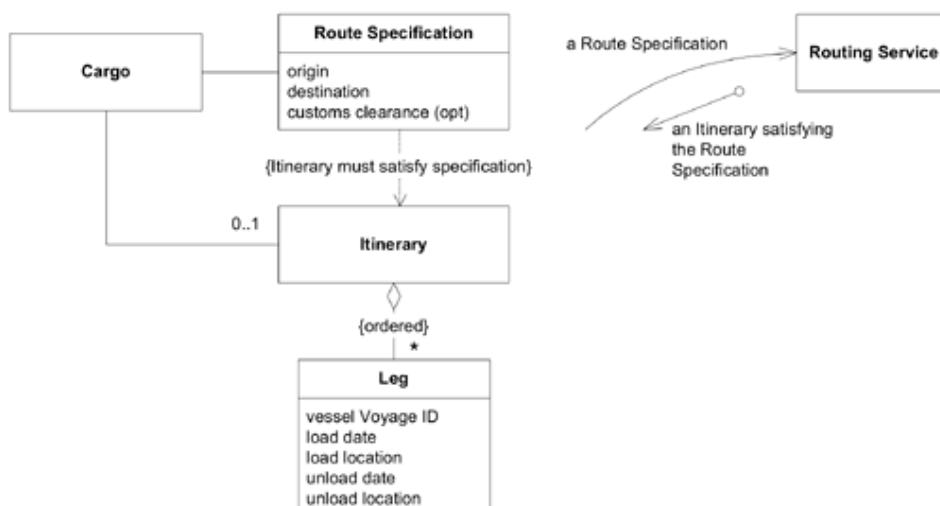 Cargo
Route Specification
origin
destination
customs clearance (opt)
a Route Specification
Routing Service
an Itinerary satisfying
the Route
Specification
{Itinerary must satisfy specification}
0..1
Itinerary
{ordered}
*
Leg
vessel Voyage ID
load date
load location
unload date
unload location